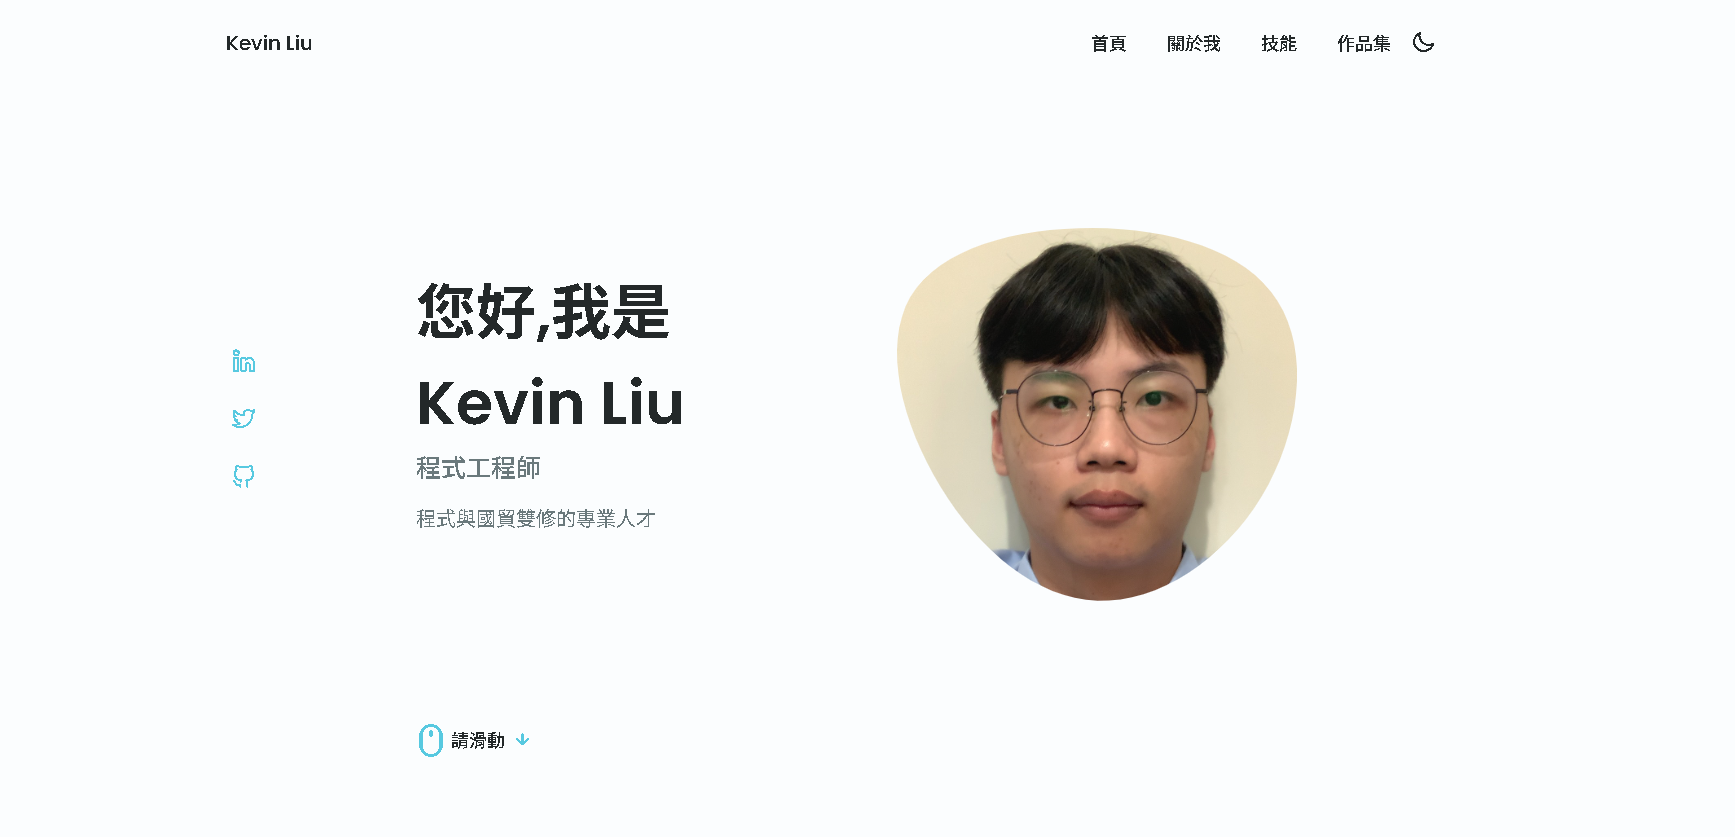 Kevin Liu
首頁 關於我 技能 作品集
您好,我是
Kevin Liu
程式工程師
程式與國貿雙修的專業人才
請滑動